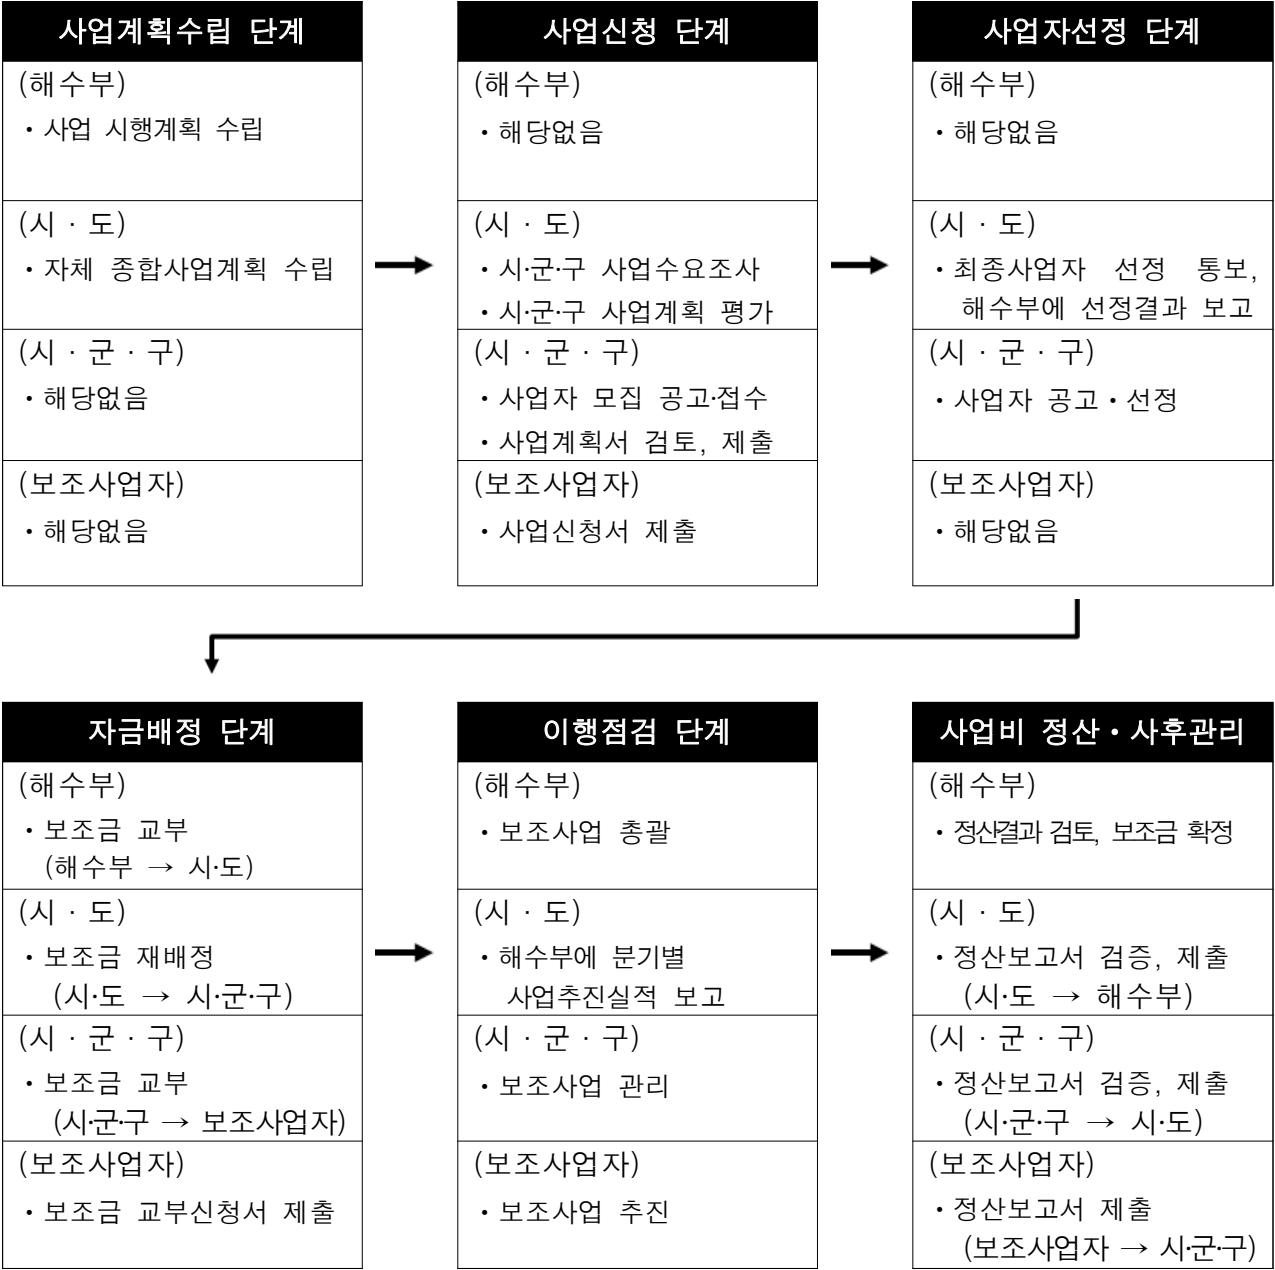 사업계획수립 단계
(해수부)
・사업 시행계획 수립
(시 · 도)
・자체 종합사업계획 수립
(시 · 군 · 구)
・해당없음
(보조사업자)
・해당없음
사업신청 단계
(해수부)
・해당없음
(시 · 도)
・시·군·구 사업수요조사
・시·군·구 사업계획 평가
(시 · 군 · 구)
・사업자 모집 공고·접수
・사업계획서 검토, 제출
(보조사업자)
・사업신청서 제출
사업자선정 단계
(해수부)
・해당없음
(시 · 도)
・최종사업자 선정 통보,
해수부에 선정결과 보고
(시 · 군 · 구)
・사업자 공고・선정
(보조사업자)
・해당없음
자금배정 단계
(해수부)
・보조금 교부
(해수부 → 시·도)
(시 · 도)
・보조금 재배정
(시·도 → 시·군·구)
(시 · 군 · 구)
・보조금 교부
(시·군·구 → 보조사업자)
(보조사업자)
・보조금 교부신청서 제출
이행점검 단계
(해수부)
・보조사업 총괄
(시 · 도)
・해수부에 분기별
사업추진실적 보고
(시 · 군 · 구)
・보조사업 관리
(보조사업자)
・보조사업 추진
사업비 정산・사후관리
(해수부)
・정산결과 검토, 보조금 확정
(시 · 도)
・정산보고서 검증, 제출
(시·도 → 해수부)
(시 · 군 · 구)
・정산보고서 검증, 제출
(시·군·구 → 시·도)
(보조사업자)
・정산보고서 제출
(보조사업자 → 시·군·구)